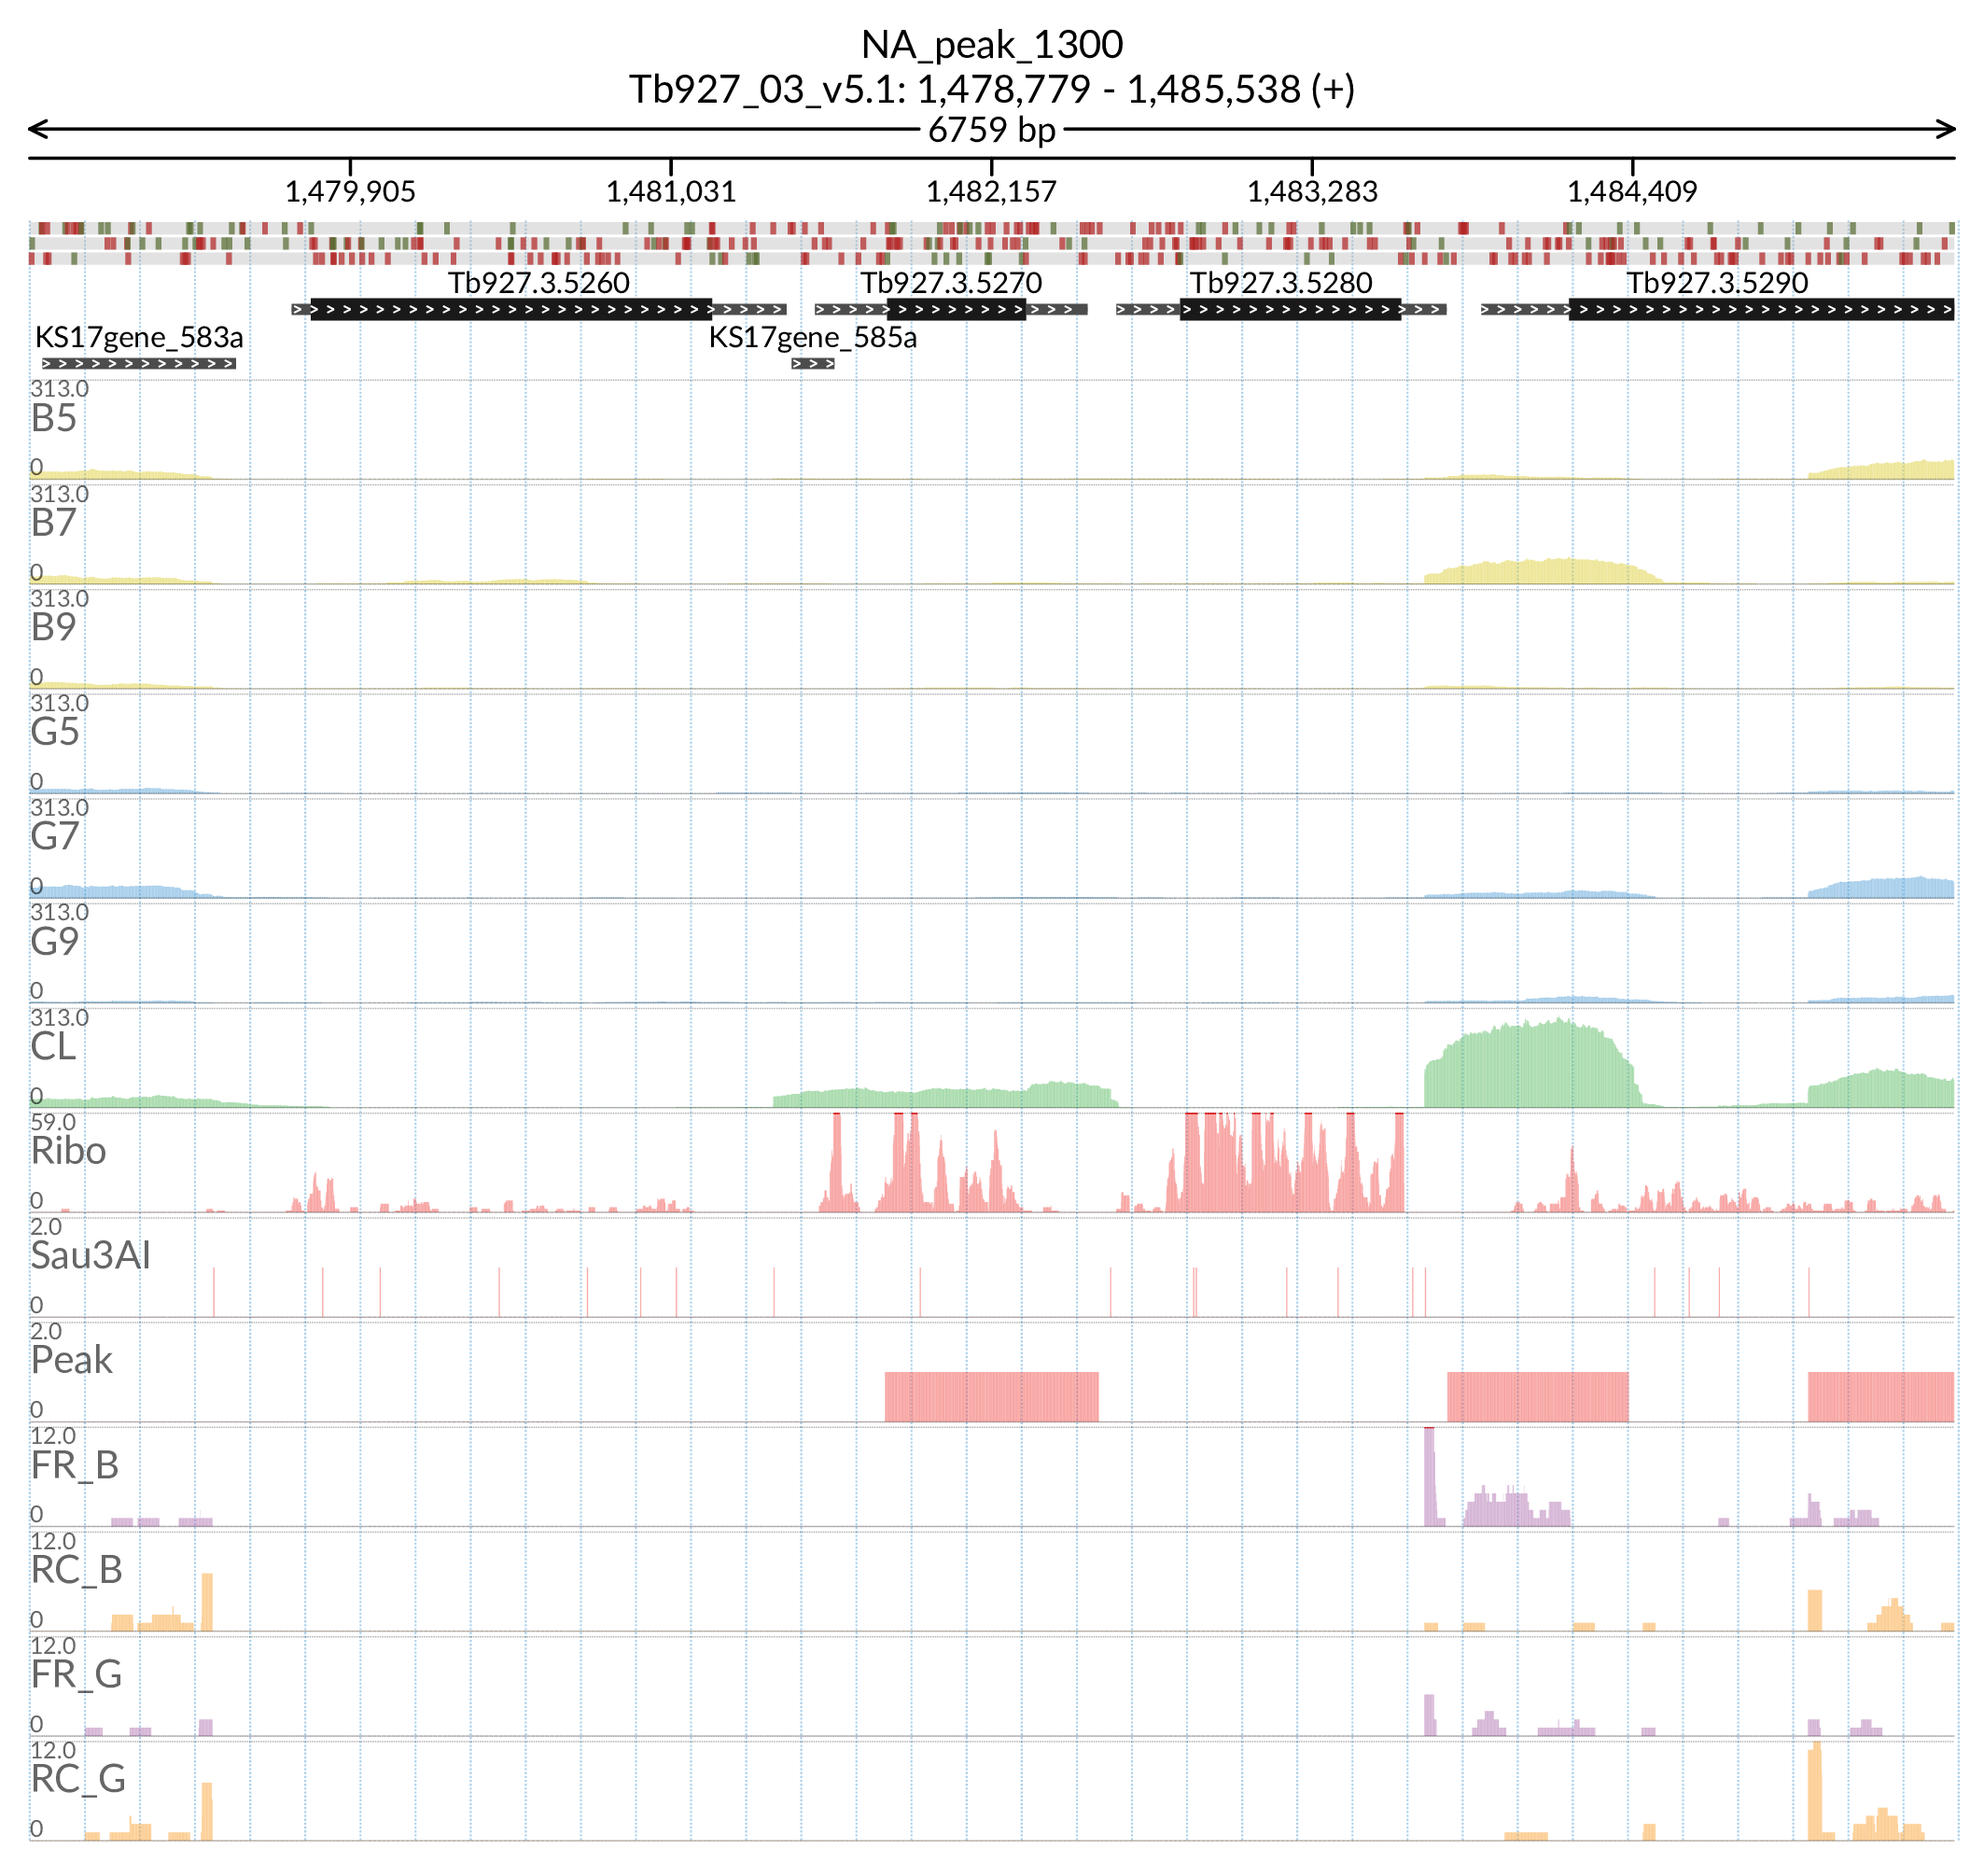 NA_peak_1300
Tb927_03_v5.1: 1,478,779 - 1,485,538 (+)
6759 bp
1,479,905 1,481,031 1,482,157 1,483,283 1,484,409
Tb927.3.5260 Tb927.3.5270 Tb927.3.5280 Tb927.3.5290
KS17gene_583a KS17gene_585a
313.0
B5
0
313.0
B7
0
313.0
B9
0
313.0
G5
0
313.0
G7
0
313.0
G9
0
313.0
CL
0
59.0
Ribo
0
2.0
Sau3AI
0
2.0
Peak
0
12.0
FR_B
0
12.0
RC_B
0
12.0
FR_G
0
12.0
RC_G
0